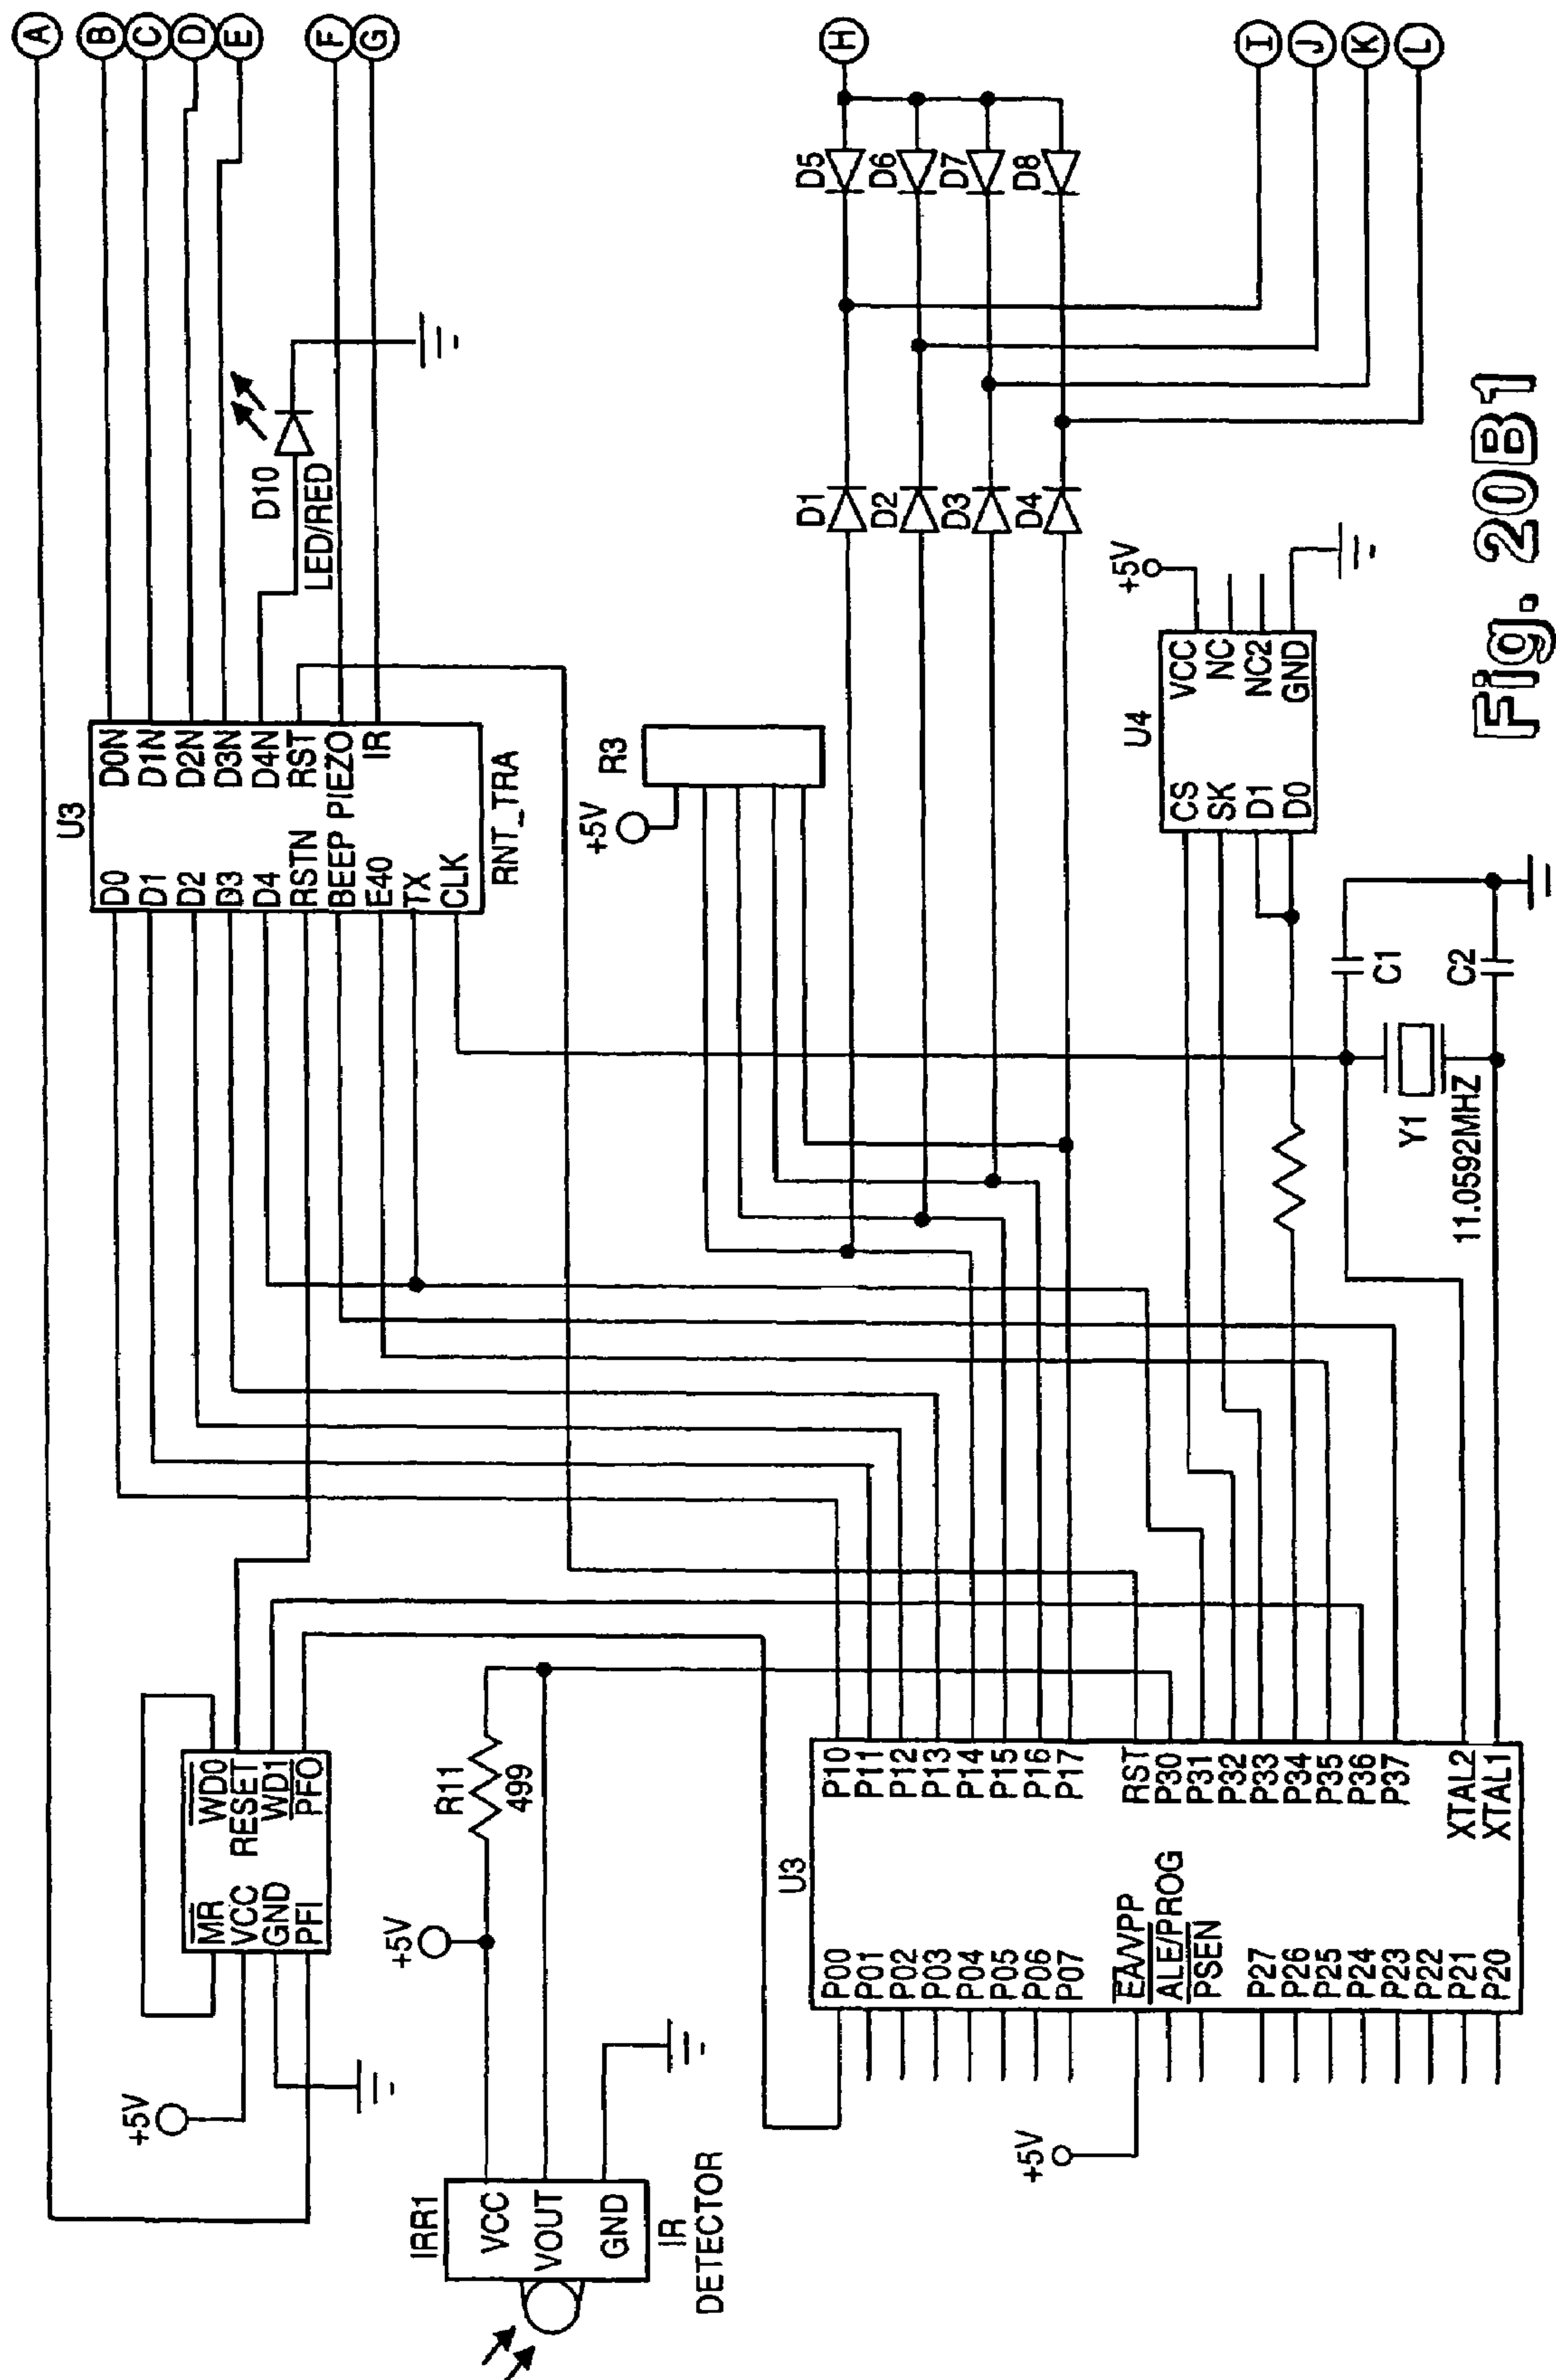 A
B
C
D
E
F
G
H
I
J
K
L
U3
D0
D1
D2
D3
D4
RSTN
BEEP
E40
TX
CLK
D0N
D1N
D2N
D3N
D4N
RST
PIEZO
IR
RNT_TRA
D10
LED/RED
+5V
MR
VCC
GND
PFI
WD0
RESET
WD1
PFO
+5V
R11
499
IRR1
VCC
VOUT
GND
IR
DETECTOR
+5V
R3
D1
D2
D3
D4
D5
D6
D7
D8
U3
P00
P01
P02
P03
P04
P05
P06
P07
EA/VPP
ALE/PROG
PSEN
P27
P26
P25
P24
P23
P22
P21
P20
P10
P11
P12
P13
P14
P15
P16
P17
RST
P30
P31
P32
P33
P34
P35
P36
P37
XTAL2
XTAL1
+5V
U4
CS
SK
D1
D0
VCC
NC
NC2
GND
+5V
C1
C2
Y1
11.0592MHZ
Fig. 20B1